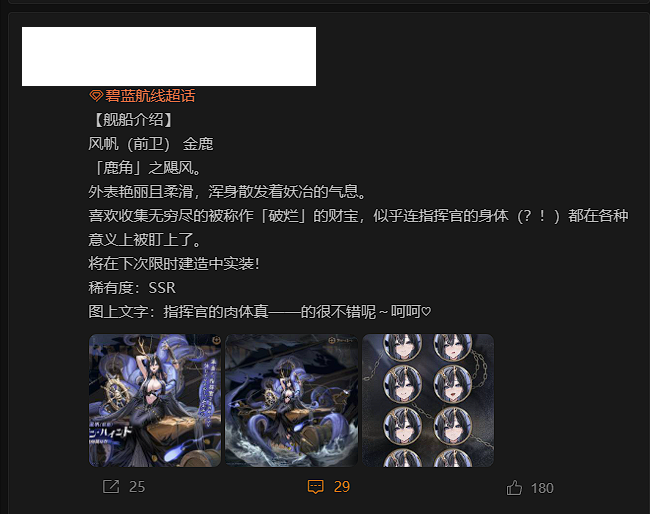 碧蓝航线超话
【舰船介绍】
风帆（前卫） 金鹿
「鹿角」之飓风。
外表艳丽且柔滑，浑身散发着妖冶的气息。
喜欢收集无穷尽的被称作「破烂」的财宝，似乎连指挥官的身体（？！）都在各种
意义上被盯上了。
将在下次限时建造中实装！
稀有度：SSR
图上文字：指挥官的肉体真——的很不错呢～呵呵♡
ン・ハインド
25
29
180